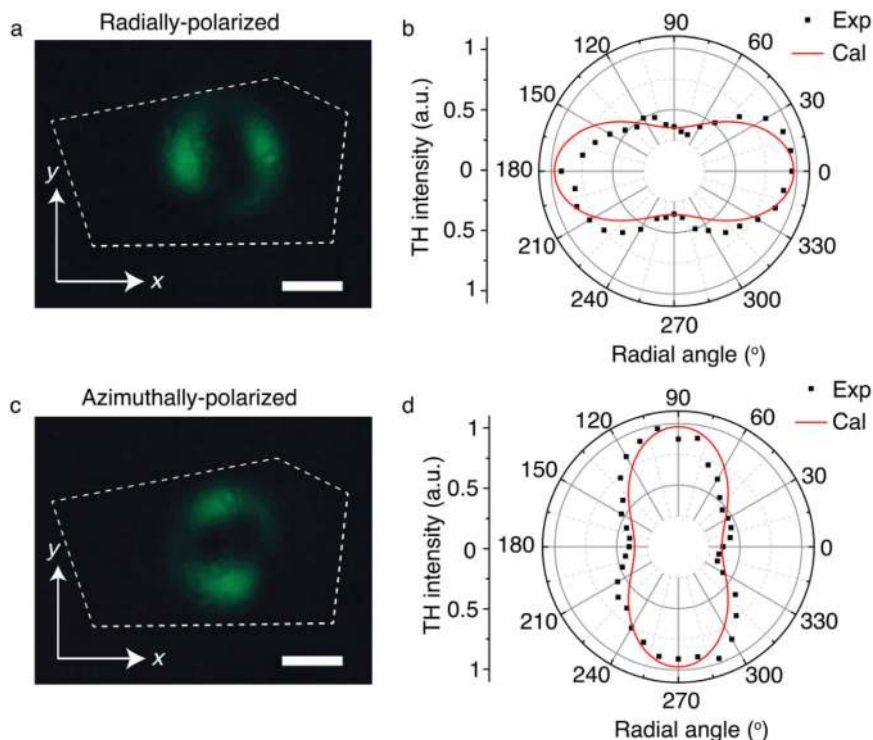 a Radially-polarized
y
x
b
Exp
Cal
TH intensity (a.u.)
1
0.5
0
0.5
1
90
60
30
0
330
300
270
240
210
180
150
120
Radial angle (°)
c Azimuthally-polarized
y
x
d
Exp
Cal
TH intensity (a.u.)
1
0.5
0
0.5
1
90
60
30
0
330
300
270
240
210
180
150
120
Radial angle (°)